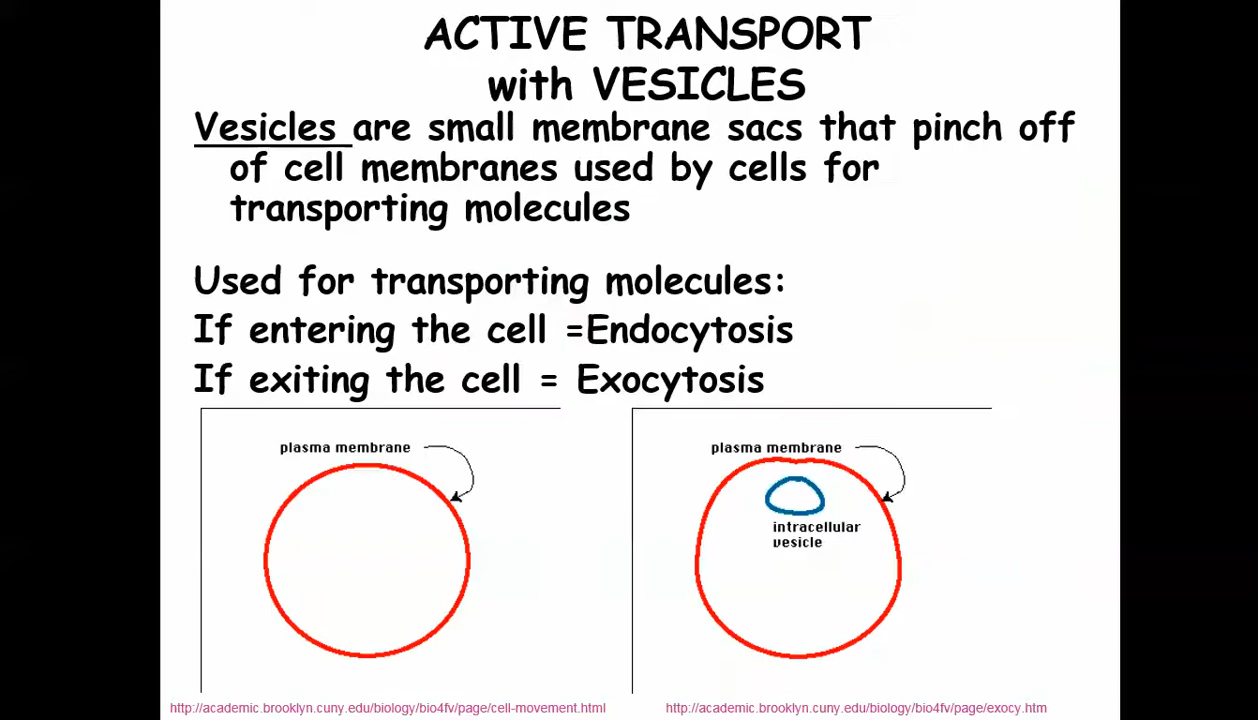 ACTIVE TRANSPORT
with VESICLES
Vesicles are small membrane sacs that pinch off
of cell membranes used by cells for
transporting molecules
Used for transporting molecules:
If entering the cell =Endocytosis
If exiting the cell = Exocytosis
plasma membrane
plasma membrane
intracellular
vesicle
http://academic.brooklyn.cuny.edu/biology/bio4fv/page/cell-movement.html
http://academic.brooklyn.cuny.edu/biology/bio4fv/page/exocy.htm